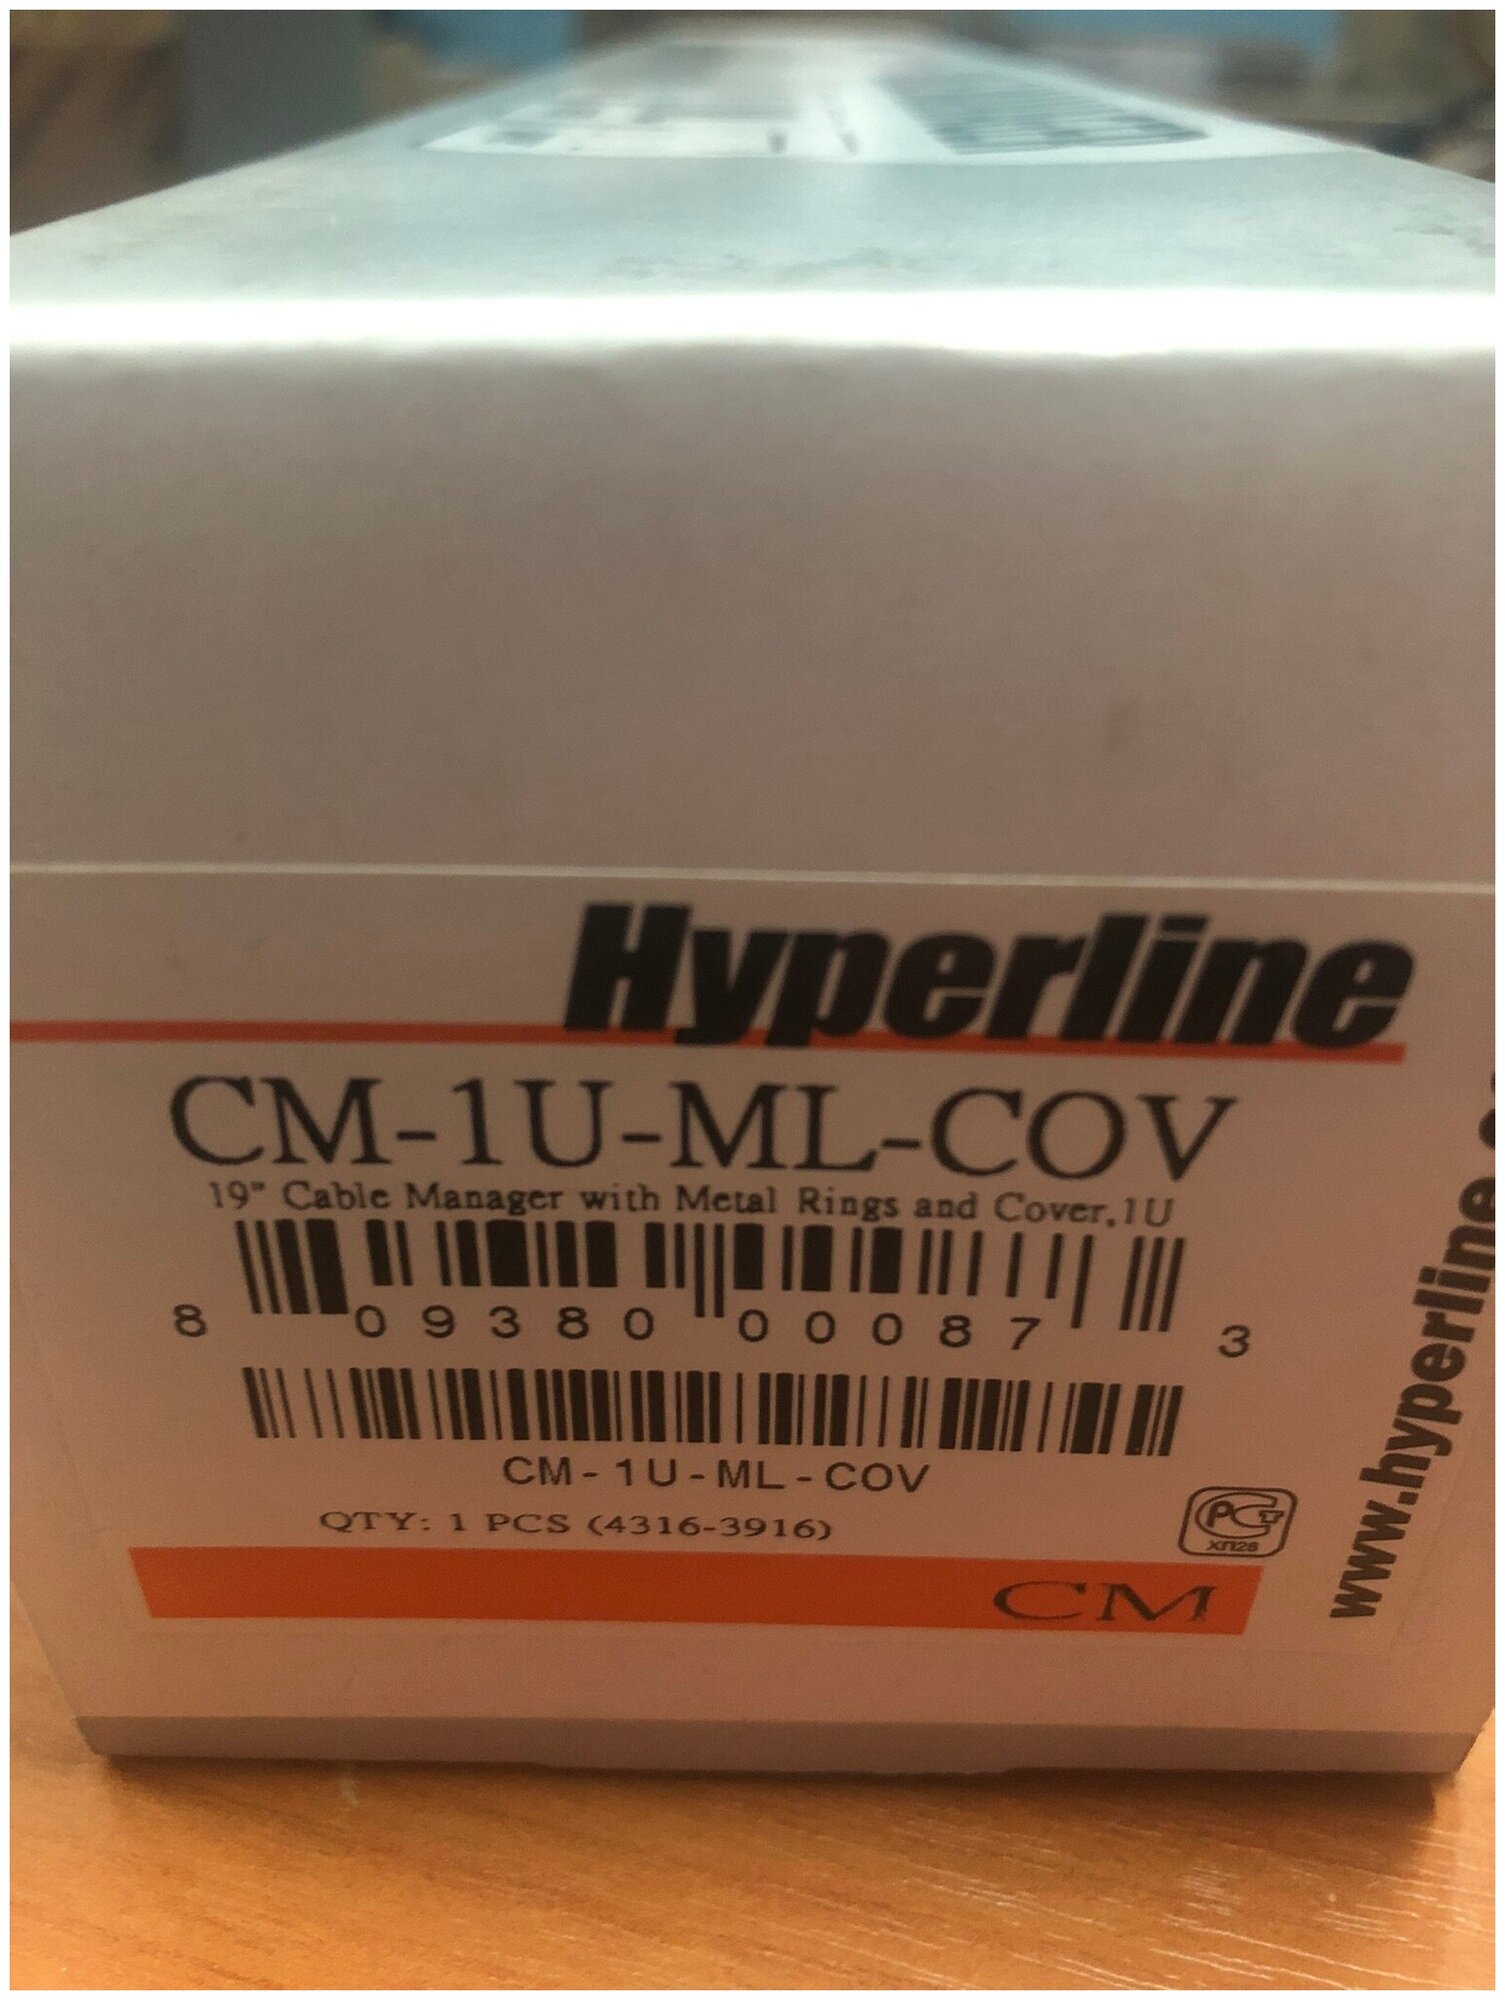 Hyperline
CM-1U-ML-COV
19" Cable Manager with Metal Rings and Cover,1U
8 09380 00087 3
CM-1U-ML-COV
QTY: 1 PCS (4316-3916)
РСТ
ХП28
CM
www.hyperline.